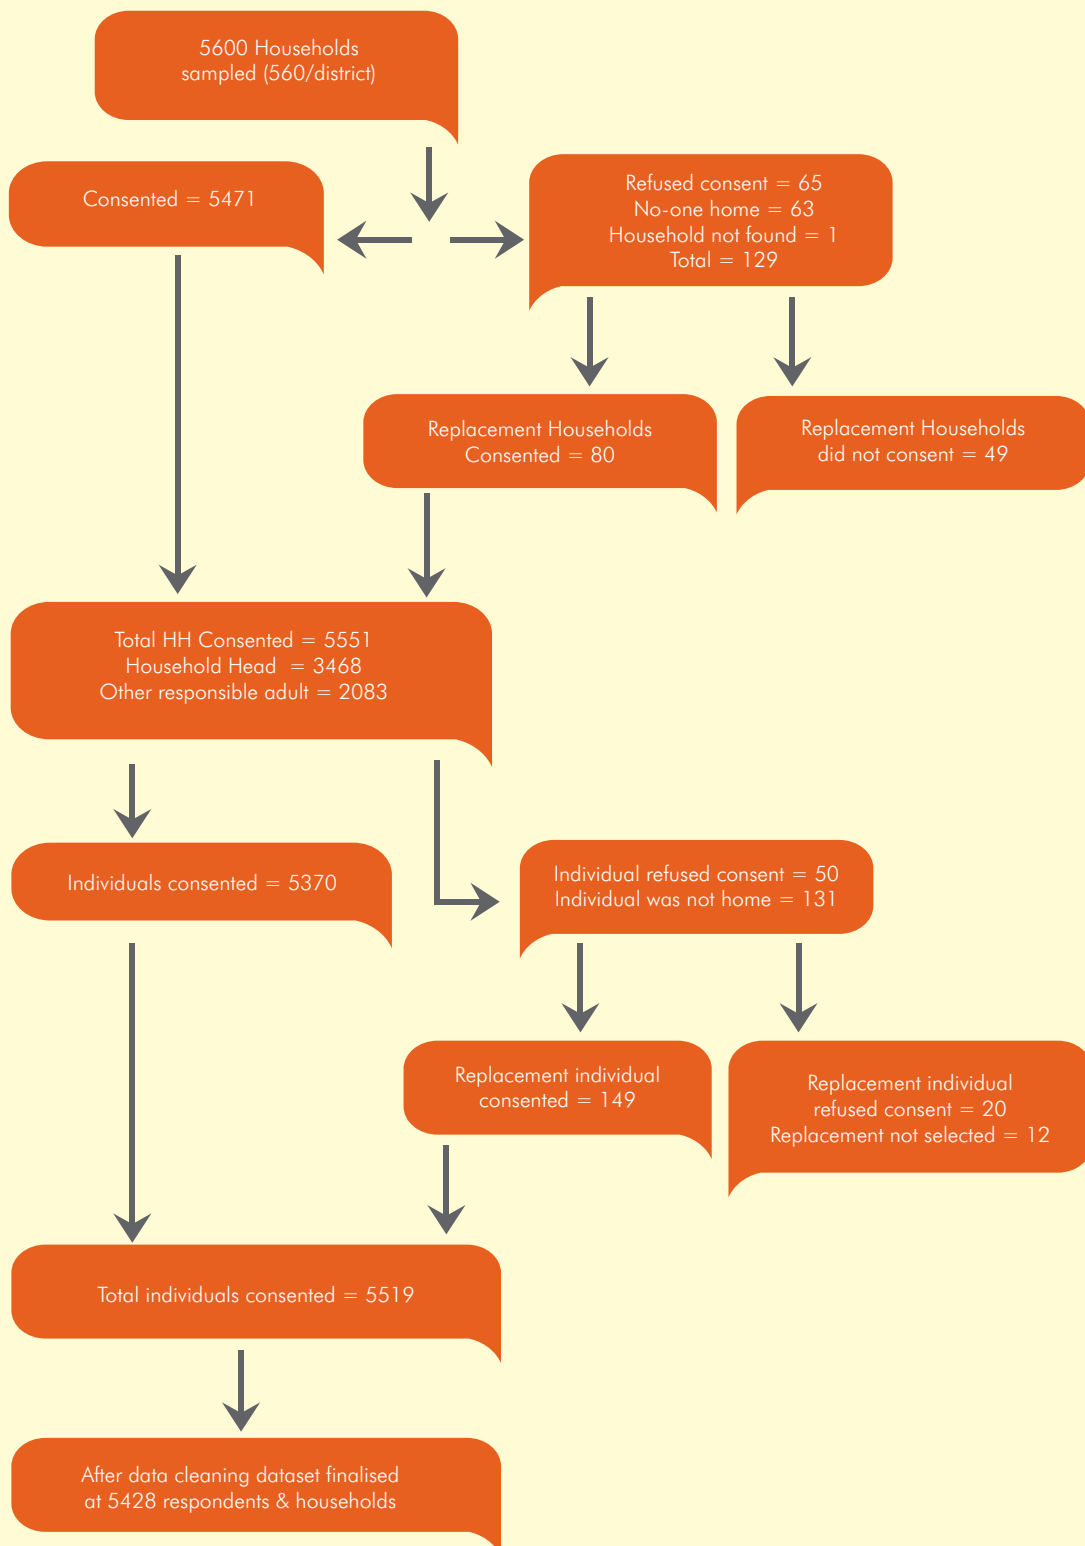 5600 Households
sampled (560/district)
Consented = 5471
Refused consent = 65
No-one home = 63
Household not found = 1
Total = 129
Replacement Households
Consented = 80
Replacement Households
did not consent = 49
Total HH Consented = 5551
Household Head = 3468
Other responsible adult = 2083
Individuals consented = 5370
Individual refused consent = 50
Individual was not home = 131
Replacement individual
consented = 149
Replacement individual
refused consent = 20
Replacement not selected = 12
Total individuals consented = 5519
After data cleaning dataset finalised
at 5428 respondents & households